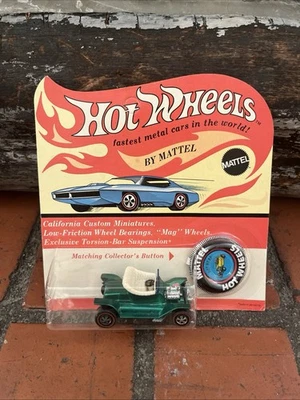 HOT WHEELS
fastest metal cars in the world!
BY MATTEL
MATTEL
California Custom Miniatures
Low-Friction Wheel Bearings, "Mag" Wheels,
Exclusive Torsion-Bar Suspension!
Matching Collector's Button
MATTEL
HOT WHEELS